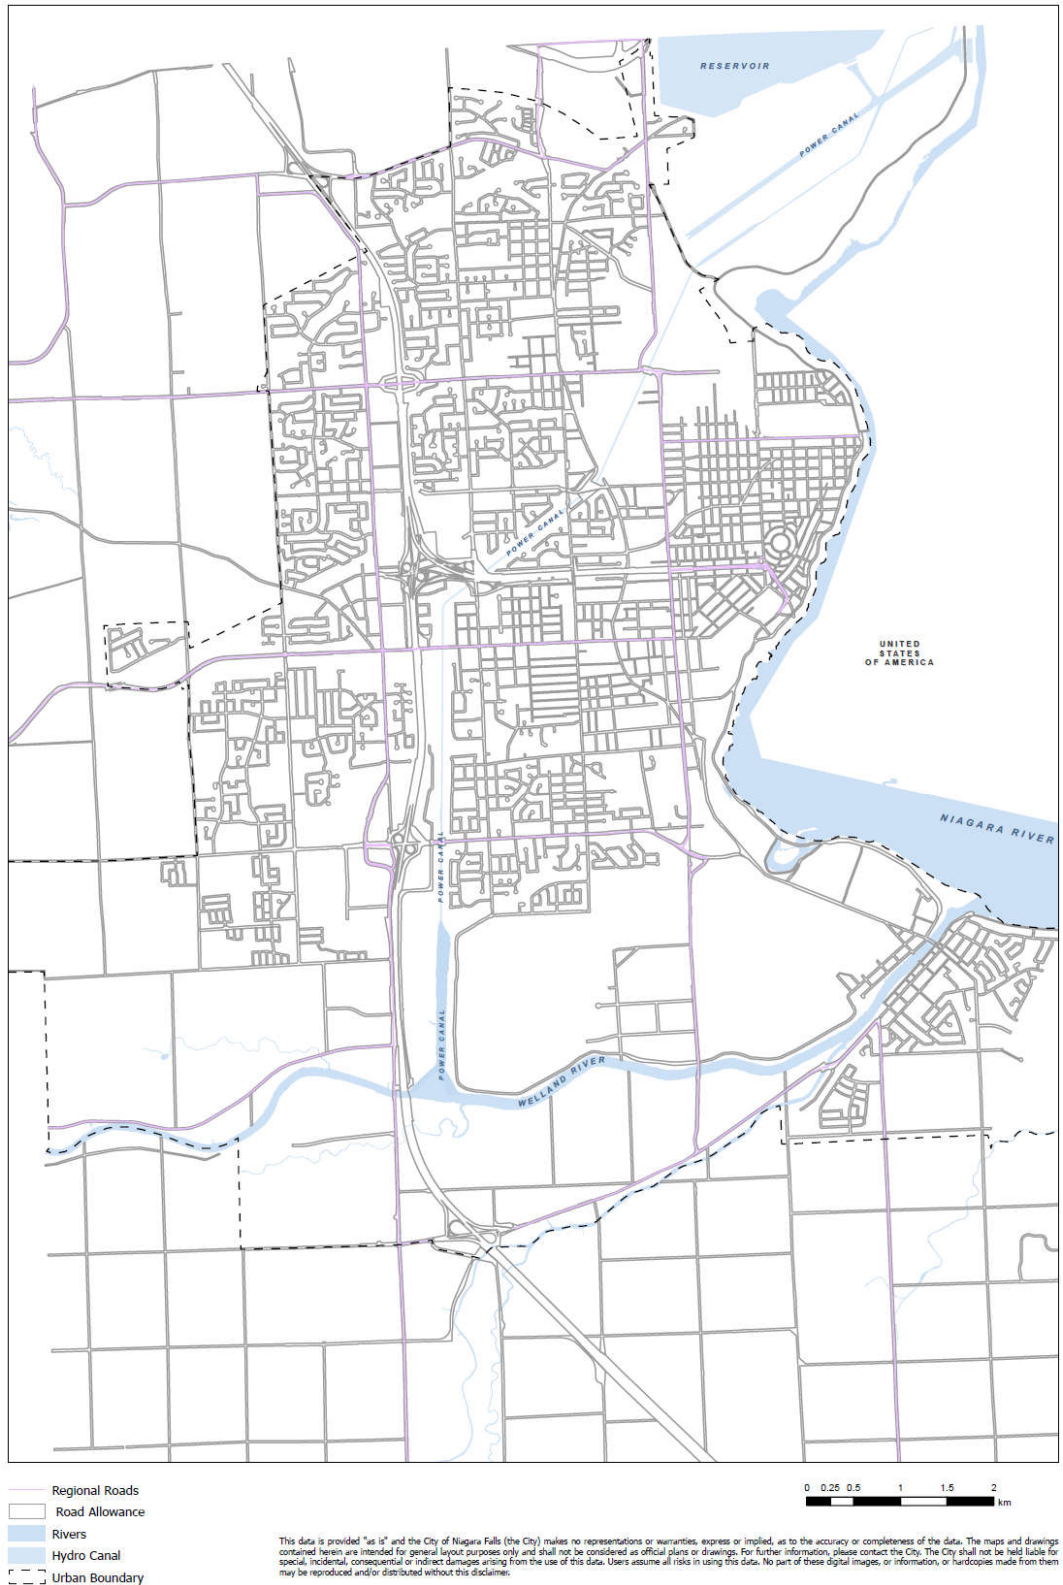 RESERVOIR
POWER CANAL
POWER CANAL
UNITED
STATES
OF AMERICA
NIAGARA RIVER
POWER CANAL
POWER CANAL
WELLAND RIVER
Regional Roads
Road Allowance
Rivers
Hydro Canal
Urban Boundary
0 0.25 0.5 1 1.5 2
km
This data is provided "as is" and the City of Niagara Falls (the City) makes no representations or warranties, express or implied, as to the accuracy or completeness of the data. The maps and drawings
contained herein are intended for general layout purposes only and shall not be considered as official plans or drawings. For further information, please contact the City. The City shall not be held liable for
special, incidental, consequential or indirect damages arising from the use of this data. Users assume all risks in using this data. No part of these digital images, or information, or hardcopies made from them
may be reproduced and/or distributed without this disclaimer.